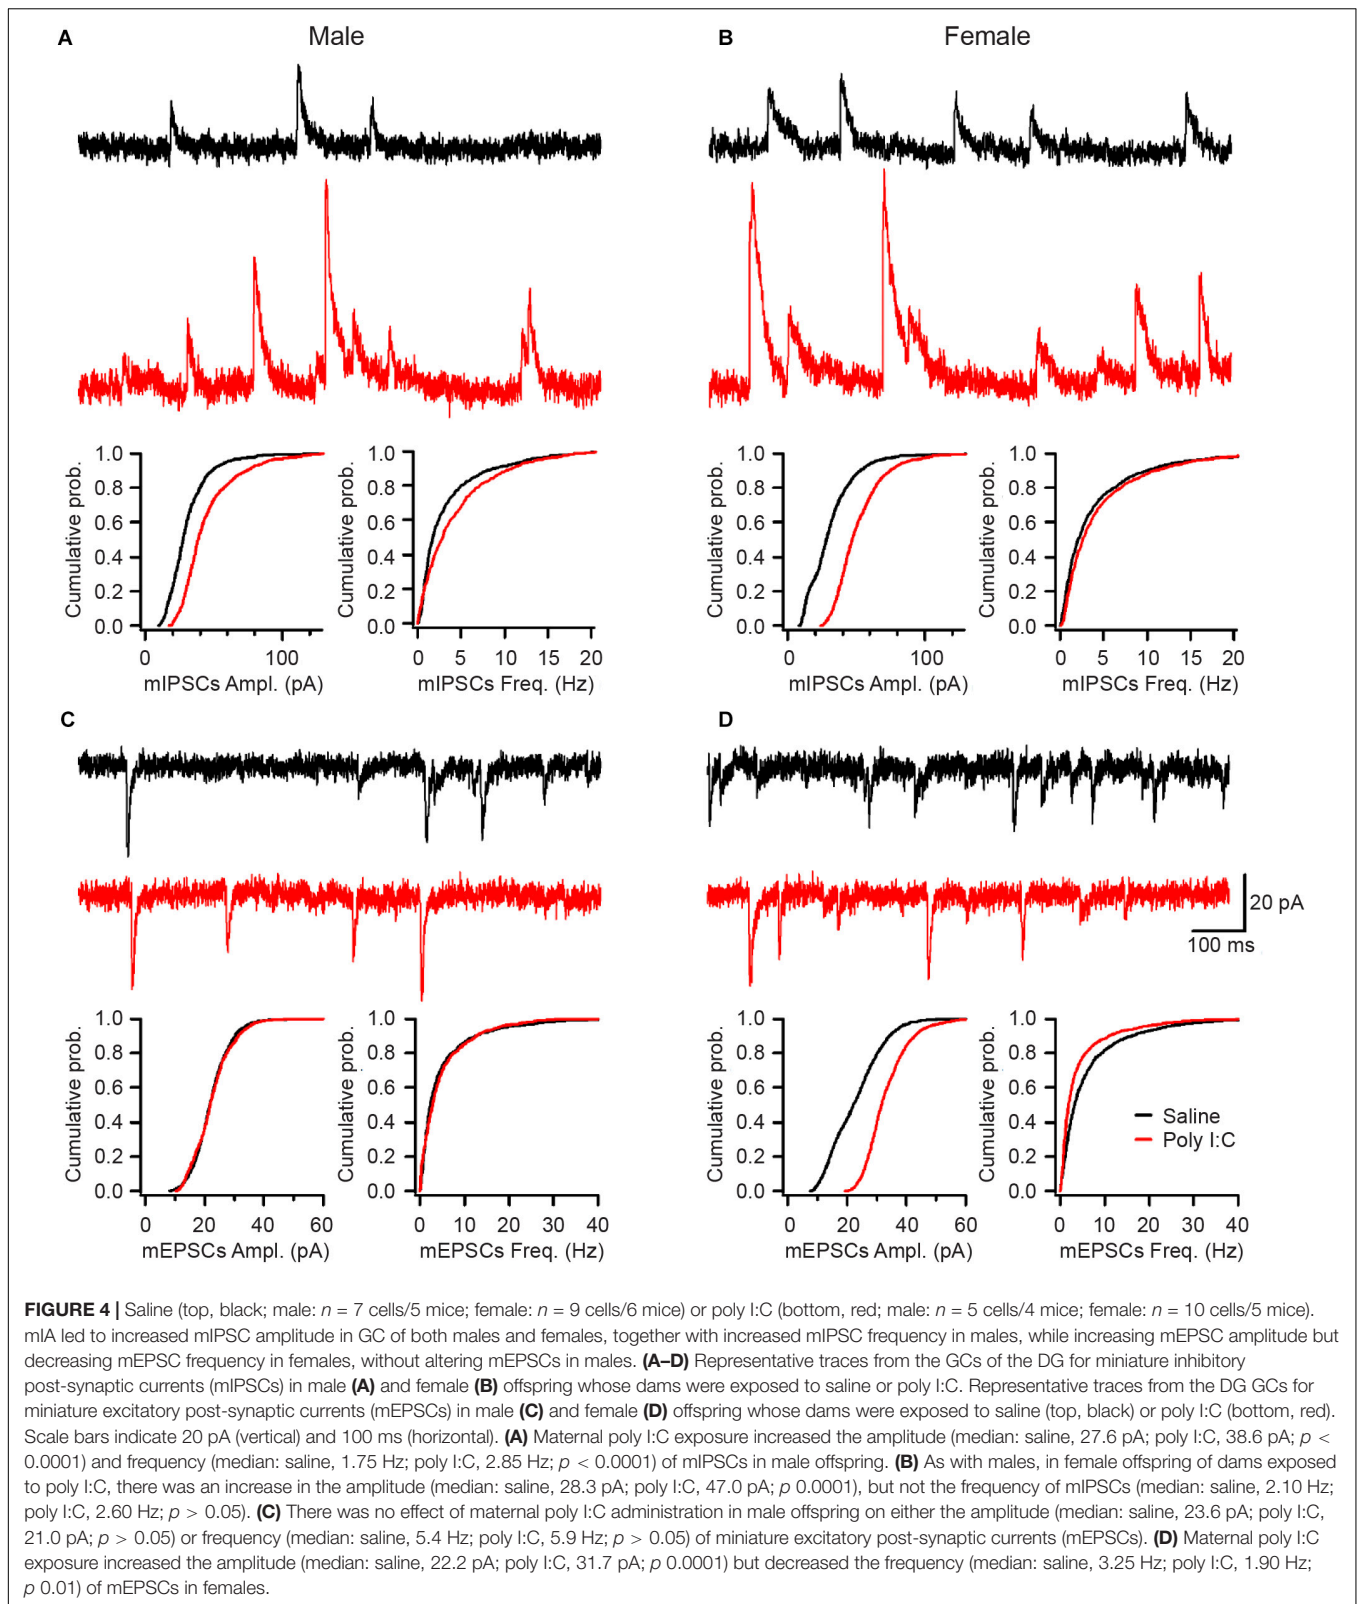 A
Male
B
Female
1.0
0.8
0.6
0.4
0.2
0.0
Cumulative prob.
0
100
mIPSCs Ampl. (pA)
1.0
0.8
0.6
0.4
0.2
0.0
Cumulative prob.
0
5
10
15
20
mIPSCs Freq. (Hz)
1.0
0.8
0.6
0.4
0.2
0.0
Cumulative prob.
0
100
mIPSCs Ampl. (pA)
1.0
0.8
0.6
0.4
0.2
0.0
Cumulative prob.
0
5
10
15
20
mIPSCs Freq. (Hz)
C
D
20 pA
100 ms
1.0
0.8
0.6
0.4
0.2
0.0
Cumulative prob.
0
20
40
60
mEPSCs Ampl. (pA)
1.0
0.8
0.6
0.4
0.2
0.0
Cumulative prob.
0
10
20
30
40
mEPSCs Freq. (Hz)
1.0
0.8
0.6
0.4
0.2
0.0
Cumulative prob.
0
20
40
60
mEPSCs Ampl. (pA)
1.0
0.8
0.6
0.4
0.2
0.0
Cumulative prob.
Saline
Poly I:C
0
10
20
30
40
mEPSCs Freq. (Hz)
FIGURE 4 | Saline (top, black; male: n = 7 cells/5 mice; female: n = 9 cells/6 mice) or poly I:C (bottom, red; male: n = 5 cells/4 mice; female: n = 10 cells/5 mice).
mIA led to increased mIPSC amplitude in GC of both males and females, together with increased mIPSC frequency in males, while increasing mEPSC amplitude but
decreasing mEPSC frequency in females, without altering mEPSCs in males. (A–D) Representative traces from the GCs of the DG for miniature inhibitory
post-synaptic currents (mIPSCs) in male (A) and female (B) offspring whose dams were exposed to saline or poly I:C. Representative traces from the DG GCs for
miniature excitatory post-synaptic currents (mEPSCs) in male (C) and female (D) offspring whose dams were exposed to saline (top, black) or poly I:C (bottom, red).
Scale bars indicate 20 pA (vertical) and 100 ms (horizontal). (A) Maternal poly I:C exposure increased the amplitude (median: saline, 27.6 pA; poly I:C, 38.6 pA; p <
0.0001) and frequency (median: saline, 1.75 Hz; poly I:C, 2.85 Hz; p < 0.0001) of mIPSCs in male offspring. (B) As with males, in female offspring of dams exposed
to poly I:C, there was an increase in the amplitude (median: saline, 28.3 pA; poly I:C, 47.0 pA; p 0.0001), but not the frequency of mIPSCs (median: saline, 2.10 Hz;
poly I:C, 2.60 Hz; p > 0.05). (C) There was no effect of maternal poly I:C administration in male offspring on either the amplitude (median: saline, 23.6 pA; poly I:C,
21.0 pA; p > 0.05) or frequency (median: saline, 5.4 Hz; poly I:C, 5.9 Hz; p > 0.05) of miniature excitatory post-synaptic currents (mEPSCs). (D) Maternal poly I:C
exposure increased the amplitude (median: saline, 22.2 pA; poly I:C, 31.7 pA; p 0.0001) but decreased the frequency (median: saline, 3.25 Hz; poly I:C, 1.90 Hz;
p 0.01) of mEPSCs in females.